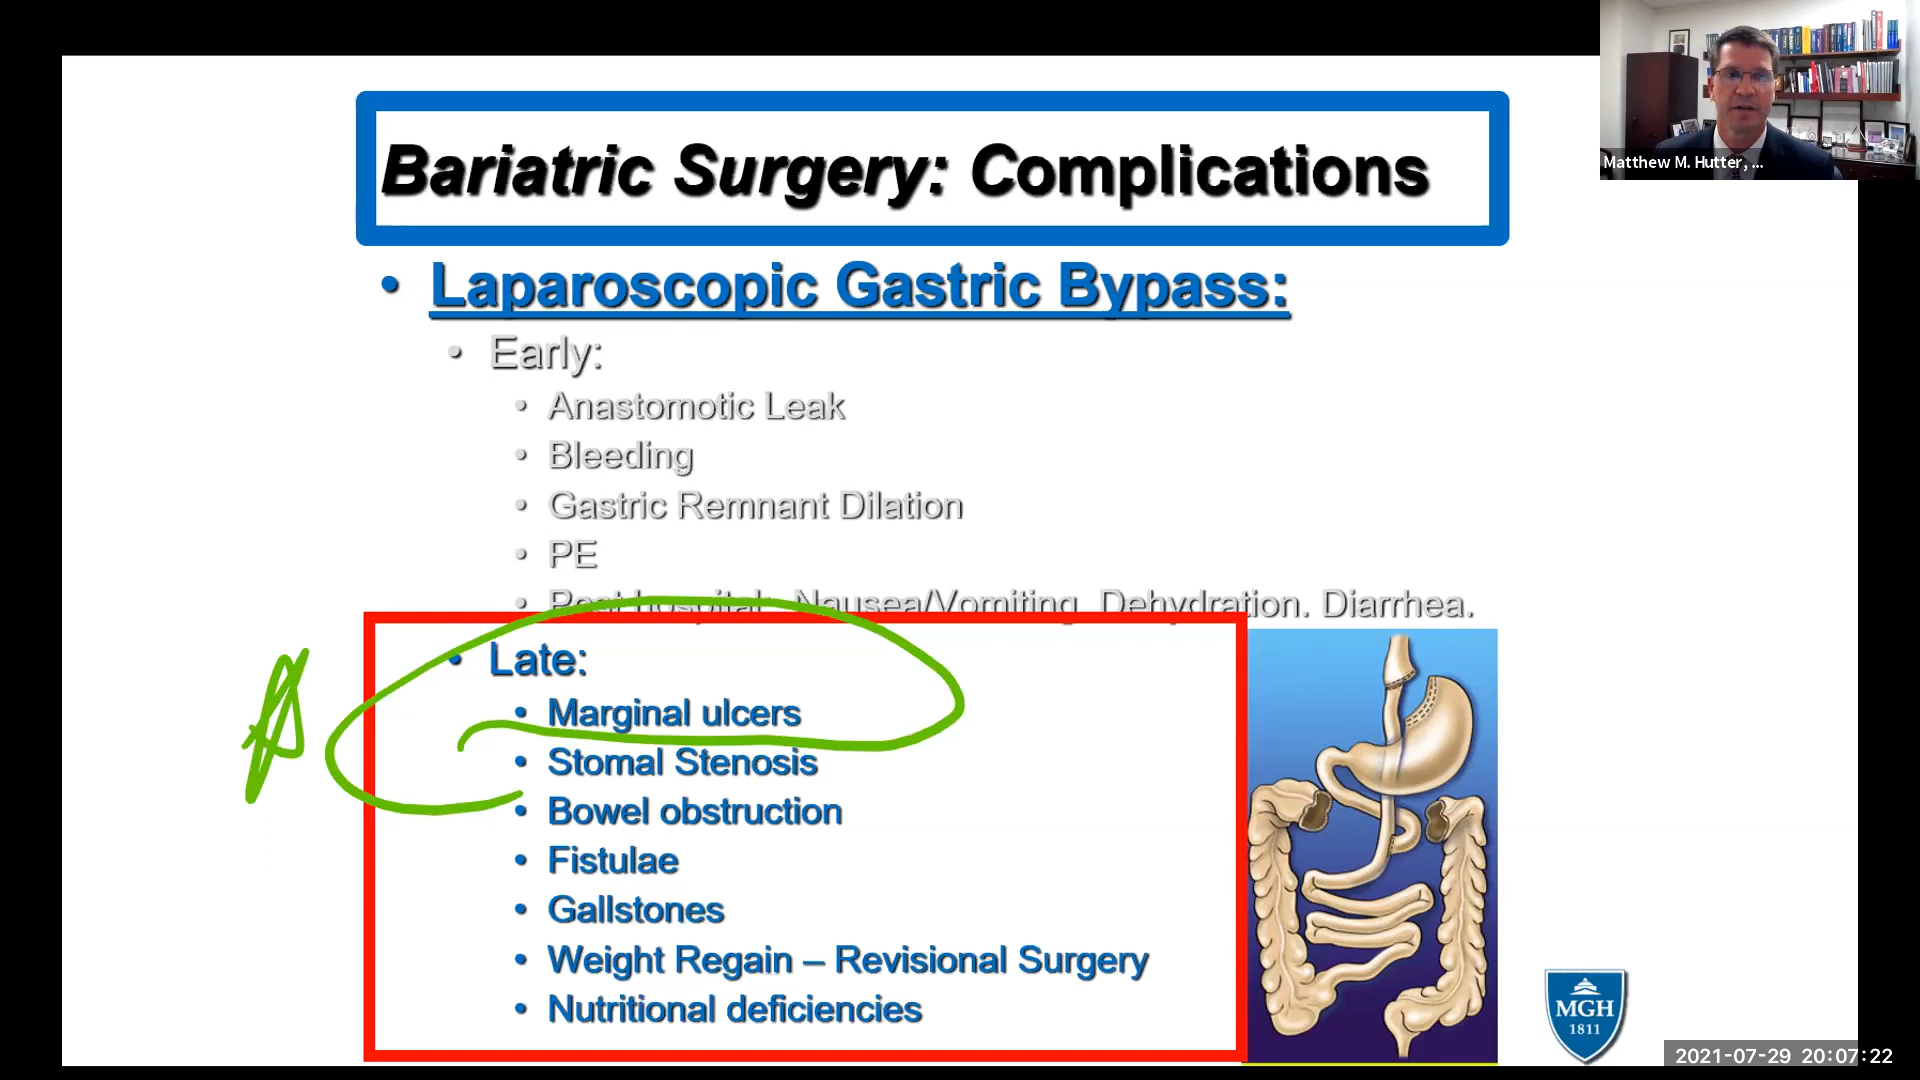 Matthew M. Hutter, ...
Bariatric Surgery: Complications
• Laparoscopic Gastric Bypass:
• Early:
• Anastomotic Leak
• Bleeding
• Gastric Remnant Dilation
• PE
• Post hospital: Nausea/Vomiting, Dehydration. Diarrhea.
• Late:
• Marginal ulcers
• Stomal Stenosis
• Bowel obstruction
• Fistulae
• Gallstones
• Weight Regain – Revisional Surgery
• Nutritional deficiencies
MGH
1811
2021-07-29 20:07:22